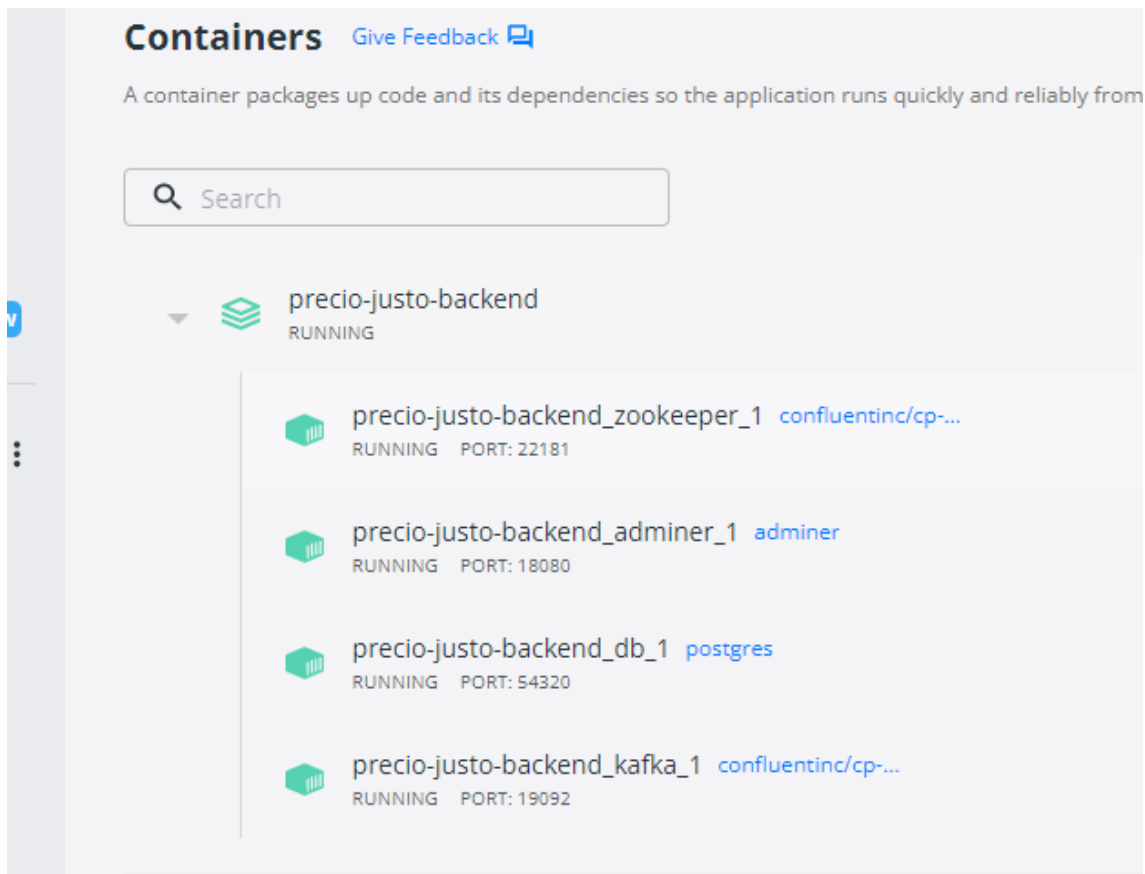 Containers Give Feedback
A container packages up code and its dependencies so the application runs quickly and reliably from
Search
precio-justo-backend
RUNNING
precio-justo-backend_zookeeper_1 confluentinc/cp-...
RUNNING PORT: 22181
precio-justo-backend_adminer_1 adminer
RUNNING PORT: 18080
precio-justo-backend_db_1 postgres
RUNNING PORT: 54320
precio-justo-backend_kafka_1 confluentinc/cp-...
RUNNING PORT: 19092